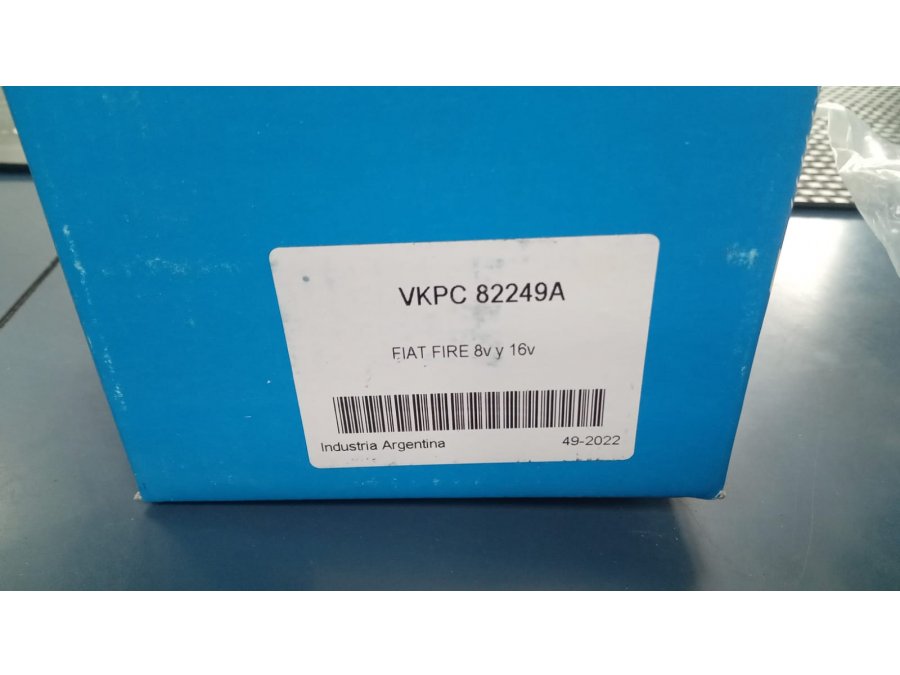 VKPC 82249A
FIAT FIRE 8v y 16v
Industria Argentina
49-2022